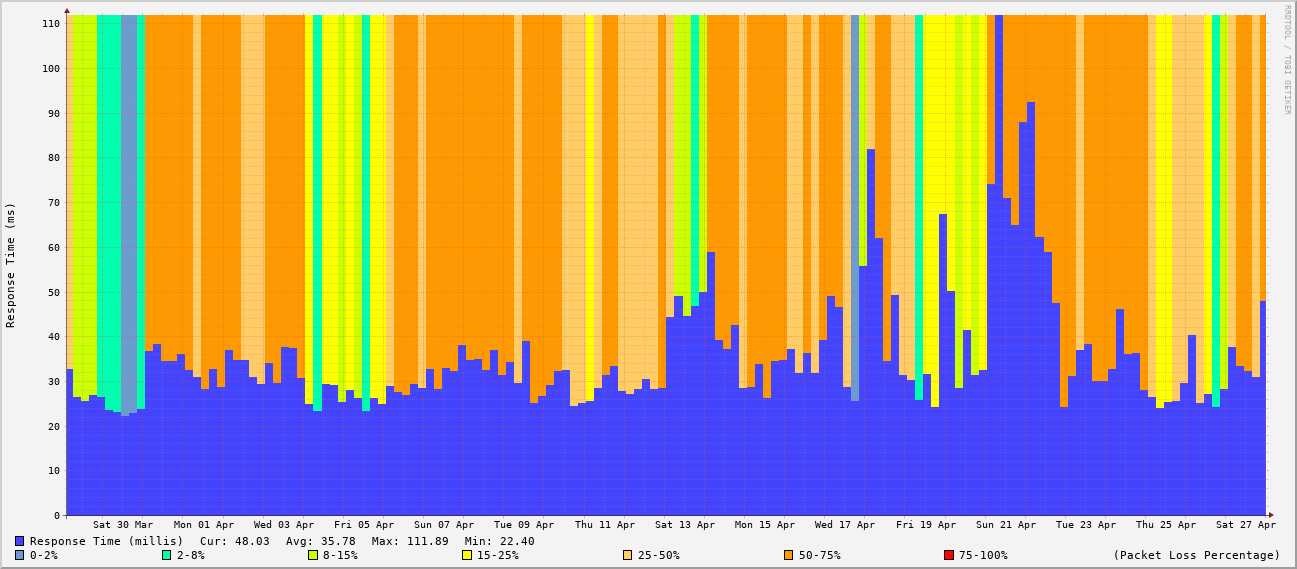 RRDTOOL / TOBI OETIKER
Response Time (ms)
110
100
90
80
70
60
50
40
30
20
10
0
Sat 30 Mar Mon 01 Apr Wed 03 Apr Fri 05 Apr Sun 07 Apr Tue 09 Apr Thu 11 Apr Sat 13 Apr Mon 15 Apr Wed 17 Apr Fri 19 Apr Sun 21 Apr Tue 23 Apr Thu 25 Apr Sat 27 Apr
Response Time (millis) Cur: 48.03 Avg: 35.78 Max: 111.89 Min: 22.40
0-2% 2-8% 8-15% 15-25% 25-50% 50-75% 75-100% (Packet Loss Percentage)